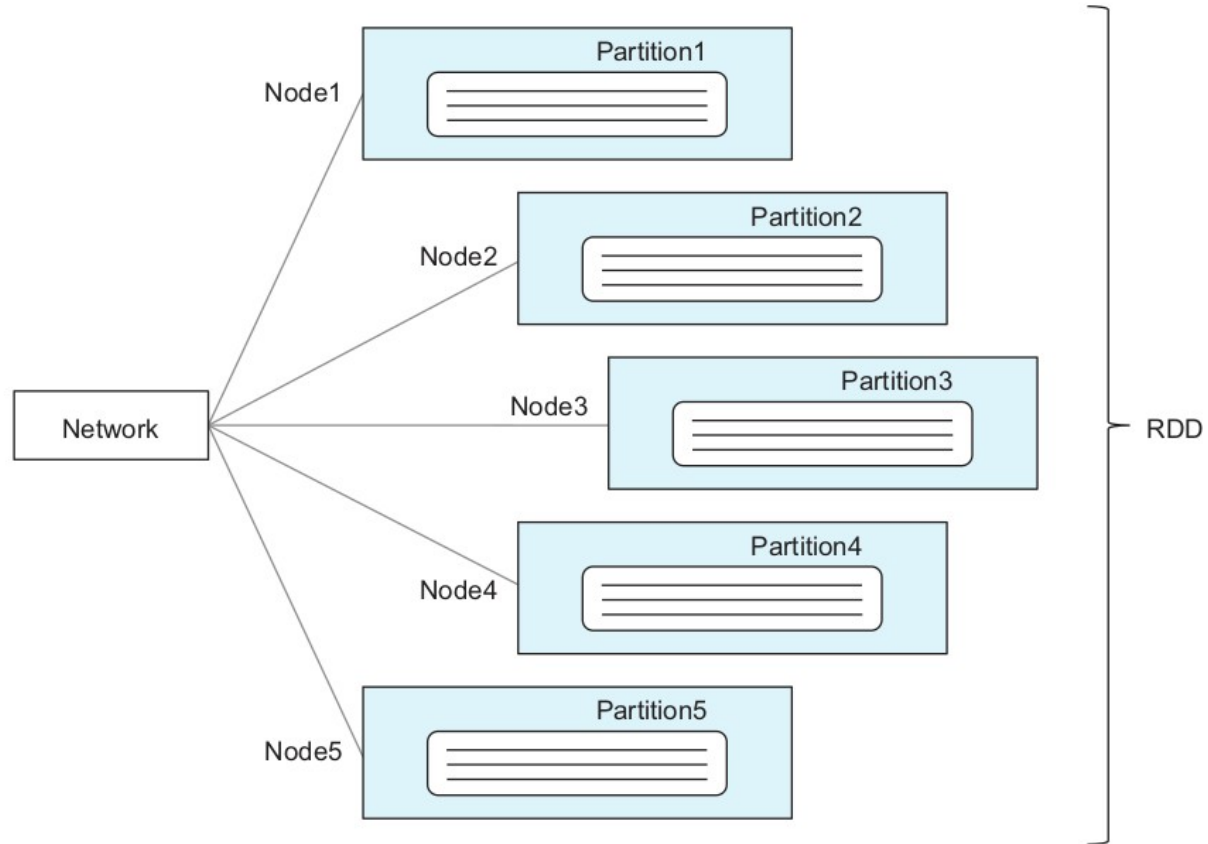 Partition1
Node1
Partition2
Node2
Partition3
Node3
Network
RDD
Partition4
Node4
Partition5
Node5